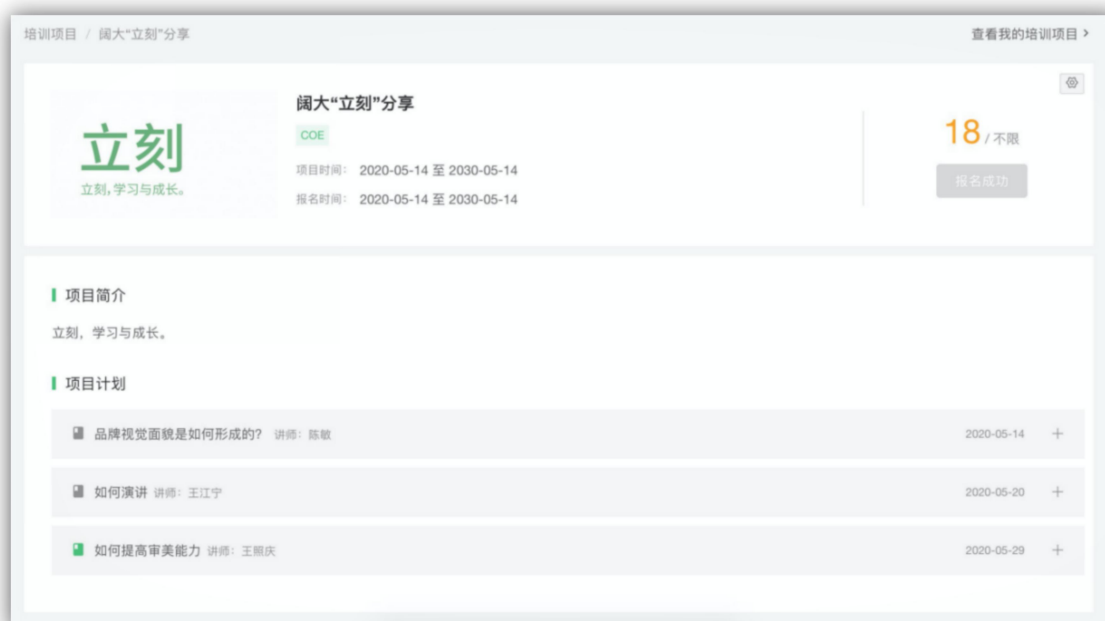 培训项目 / 阔大“立刻”分享
查看我的培训项目 >
立刻
立刻,学习与成长。
阔大“立刻”分享
COE
项目时间: 2020-05-14 至 2030-05-14
报名时间: 2020-05-14 至 2030-05-14
18 / 不限
报名成功
项目简介
立刻，学习与成长。
项目计划
品牌视觉面貌是如何形成的? 讲师: 陈敏 2020-05-14 +
如何演讲 讲师: 王江宁 2020-05-20 +
如何提高审美能力 讲师: 王照庆 2020-05-29 +